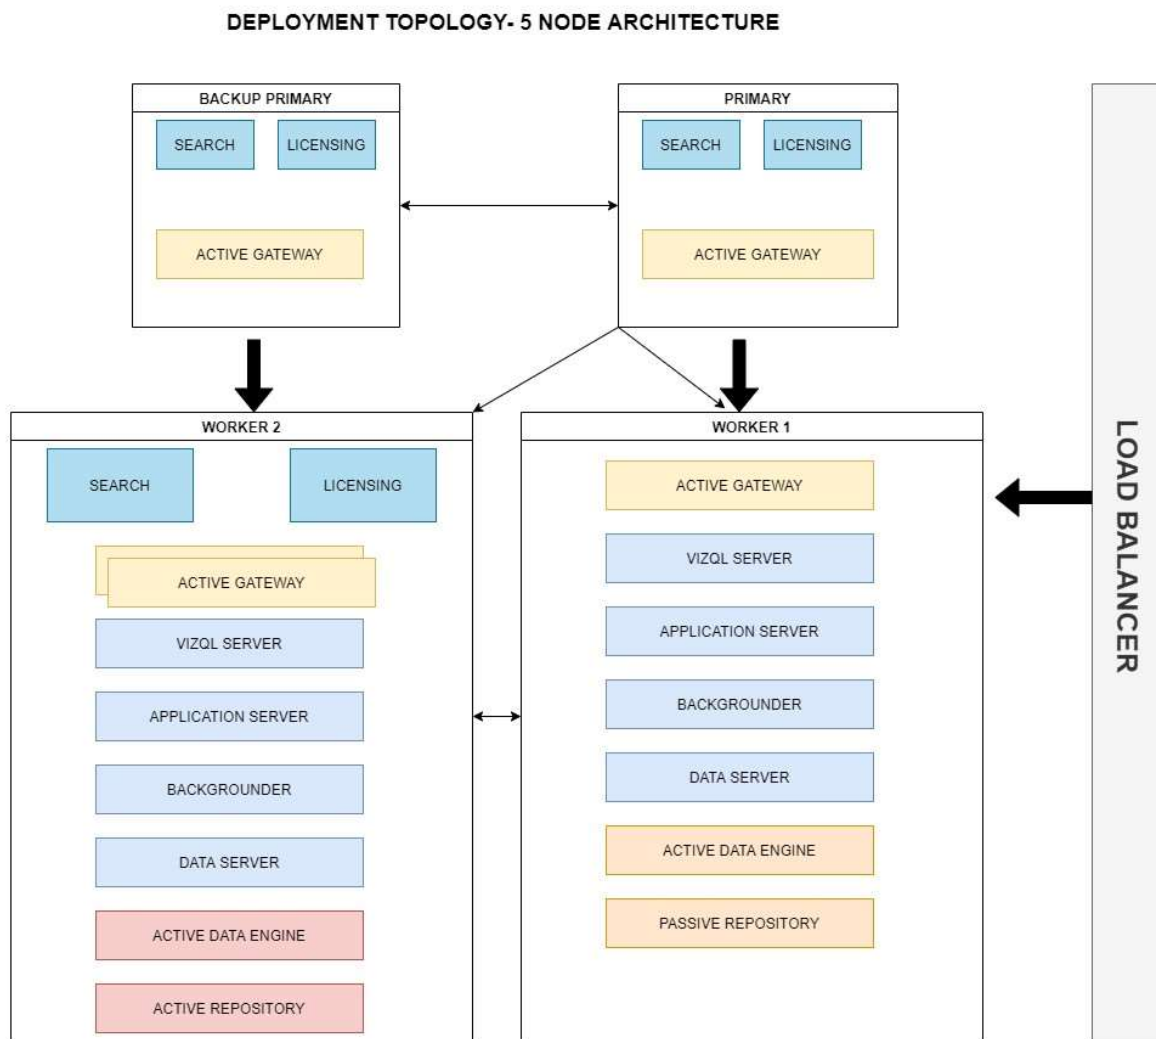 DEPLOYMENT TOPOLOGY- 5 NODE ARCHITECTURE
BACKUP PRIMARY
SEARCH
LICENSING
ACTIVE GATEWAY
PRIMARY
SEARCH
LICENSING
ACTIVE GATEWAY
WORKER 2
SEARCH
LICENSING
ACTIVE GATEWAY
VIZQL SERVER
APPLICATION SERVER
BACKGROUNDER
DATA SERVER
ACTIVE DATA ENGINE
ACTIVE REPOSITORY
WORKER 1
ACTIVE GATEWAY
VIZQL SERVER
APPLICATION SERVER
BACKGROUNDER
DATA SERVER
ACTIVE DATA ENGINE
PASSIVE REPOSITORY
LOAD BALANCER